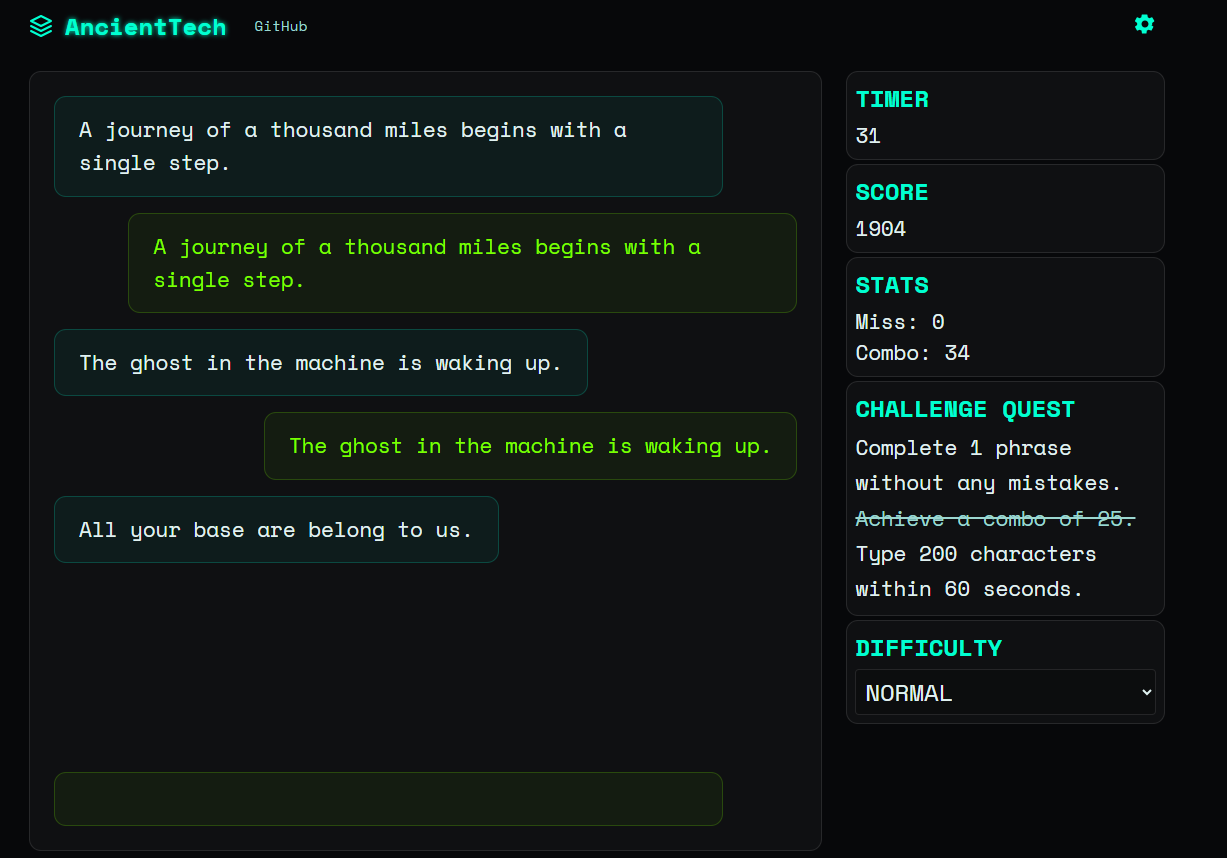 AncientTech
GitHub
A journey of a thousand miles begins with a
single step.
A journey of a thousand miles begins with a
single step.
The ghost in the machine is waking up.
The ghost in the machine is waking up.
All your base are belong to us.
TIMER
31
SCORE
1904
STATS
Miss: 0
Combo: 34
CHALLENGE QUEST
Complete 1 phrase
without any mistakes.
Achieve a combo of 25.
Type 200 characters
within 60 seconds.
DIFFICULTY
NORMAL